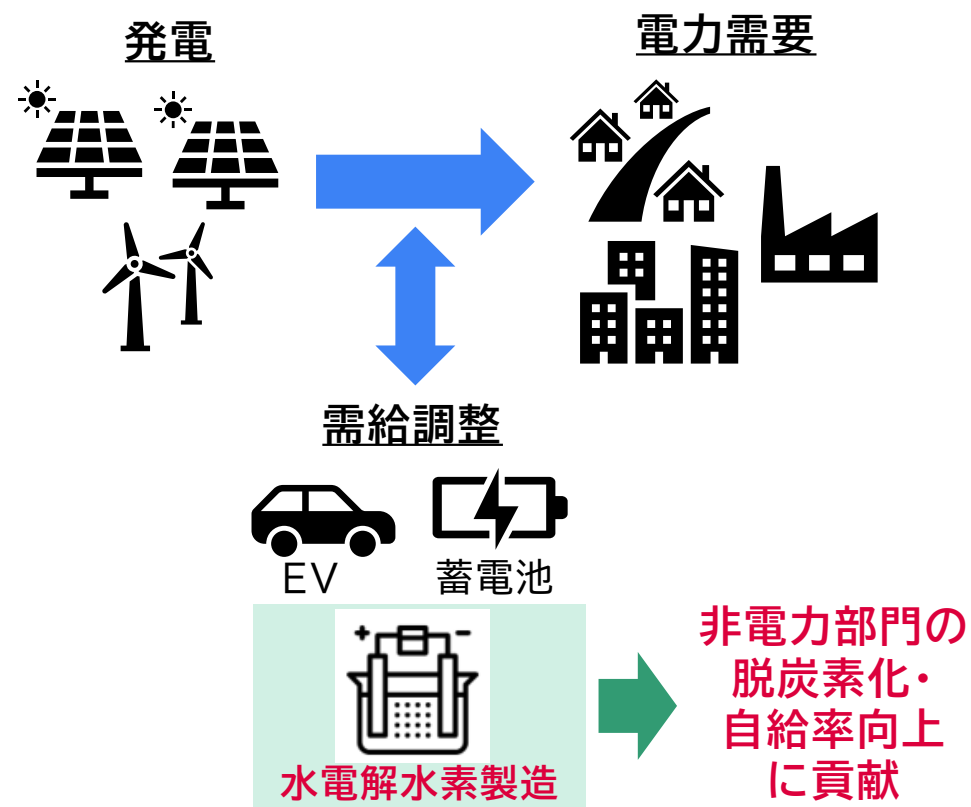 発電
電力需要
需給調整
EV
蓄電池
+ -
水電解水素製造
非電力部門の
脱炭素化・
自給率向上
に貢献